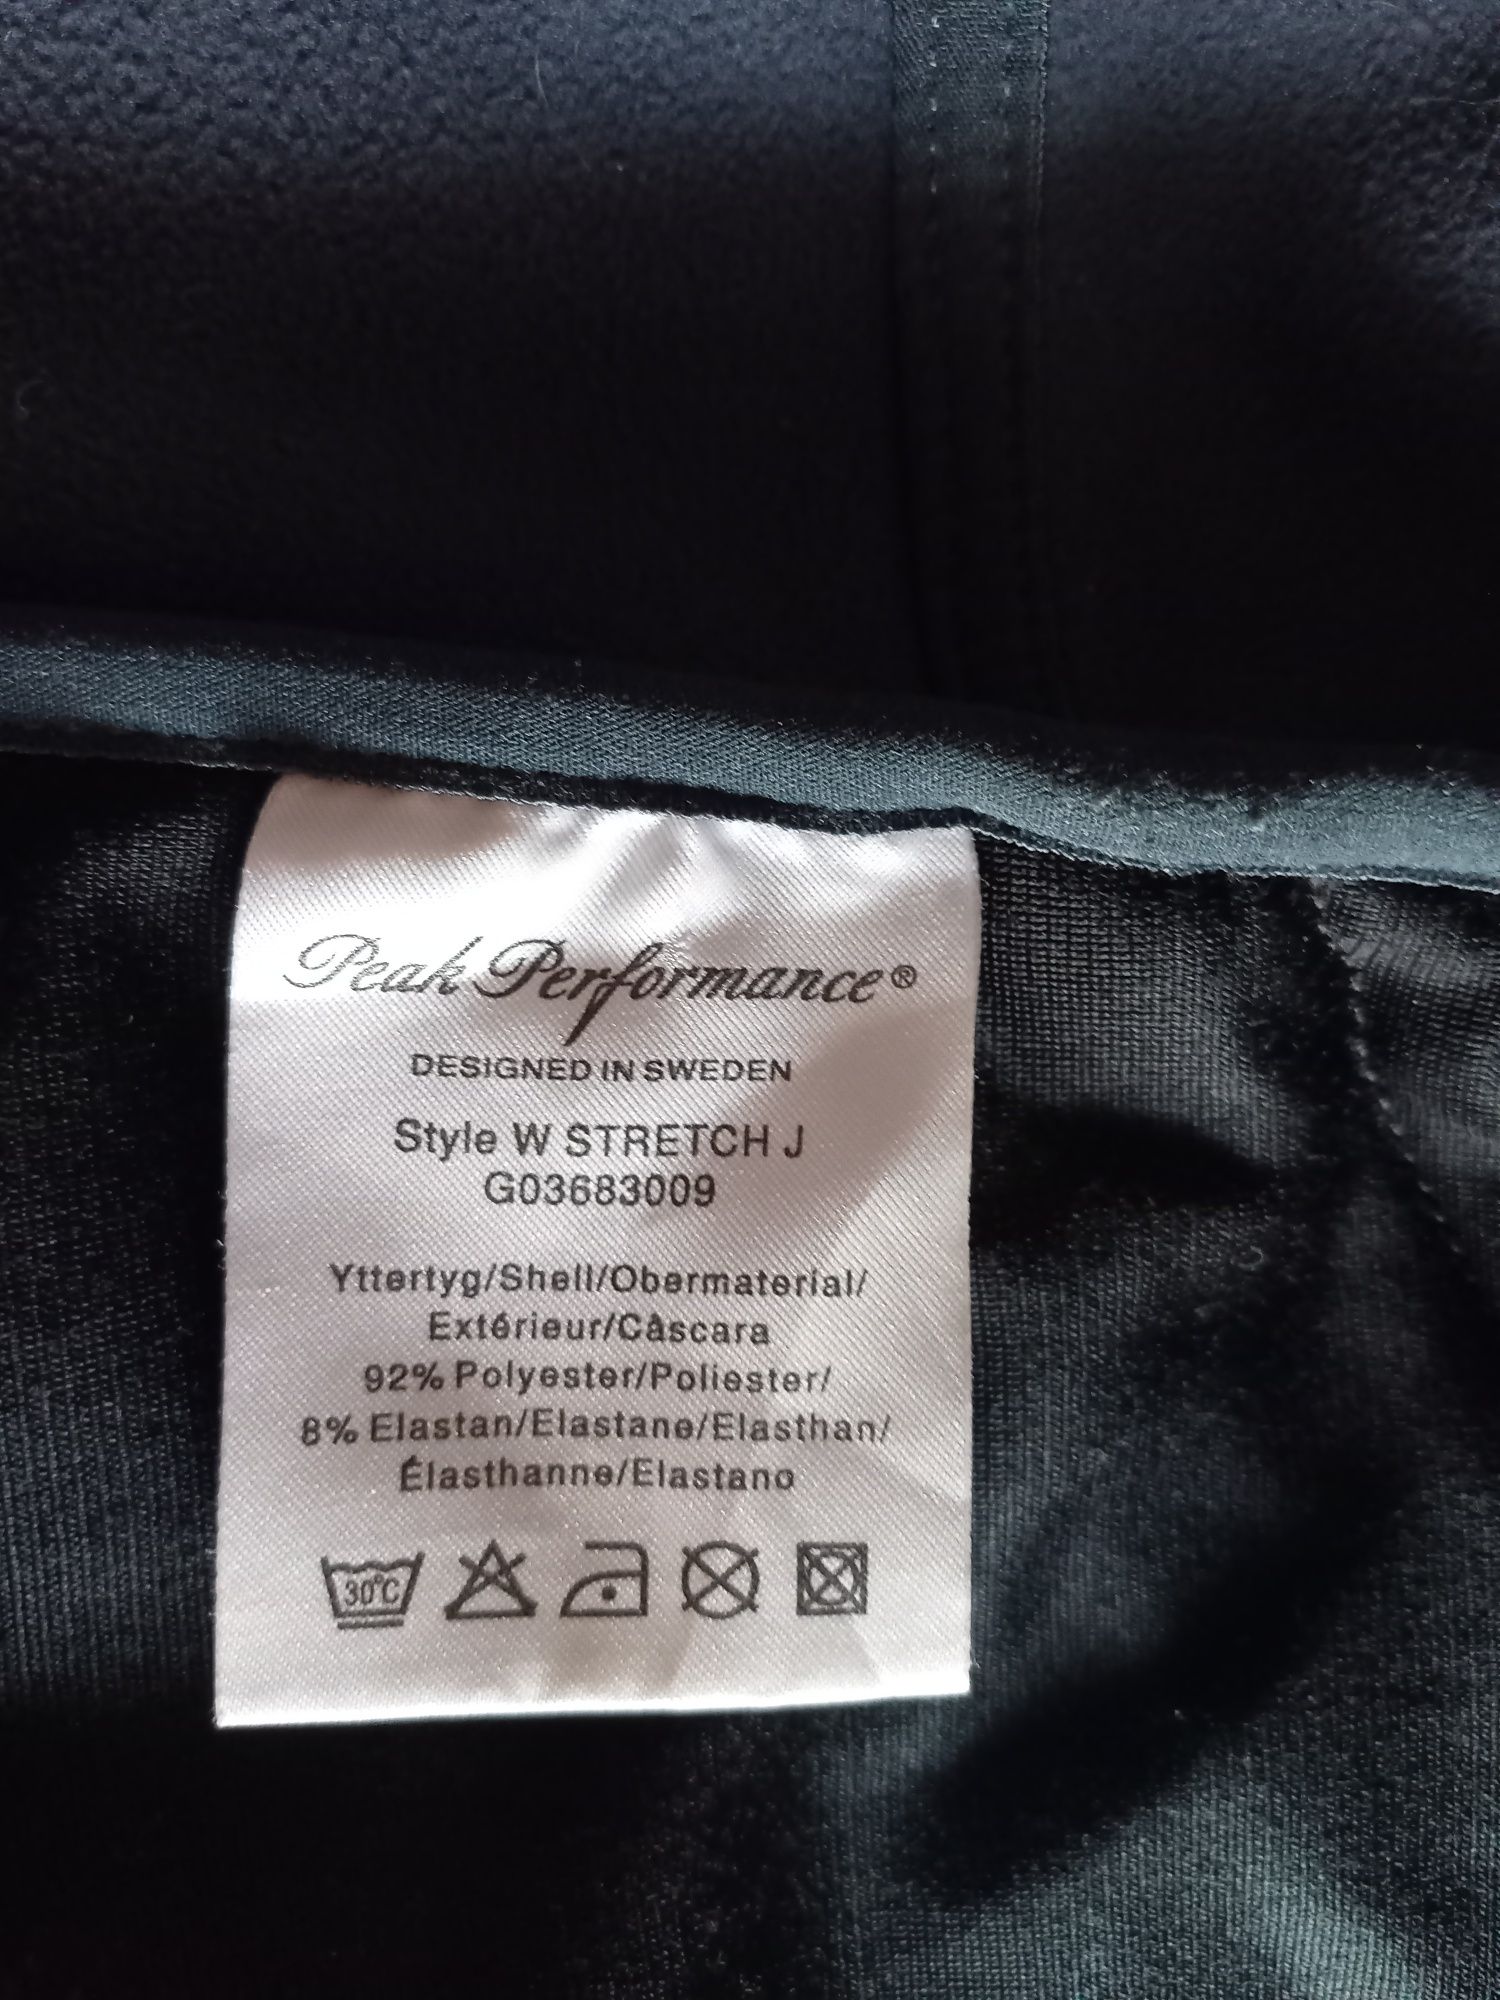 Peak Performance®
DESIGNED IN SWEDEN
Style W STRETCH J
G03683009
Yttertyg/Shell/Obermaterial/
Extérieur/Càscara
92% Polyester/Poliester/
8% Elastan/Elastane/Elasthan/
Élasthanne/Elastano
30°C